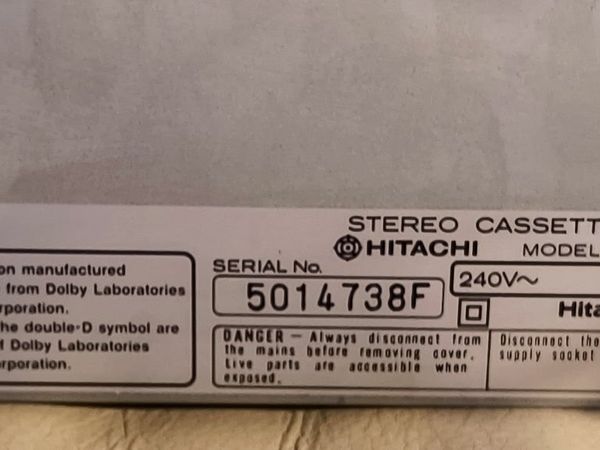 STEREO CASSETT
HITACHI MODEL
on manufactured
from Dolby Laboratories
rporation.
he double-D symbol are
f Dolby Laboratories
rporation.
SERIAL No.
5014738F
240V~
Hita
DANGER — Always disconnect from
the mains before removing cover.
Live parts are accessible when
exposed.
Disconnect the
supply socket